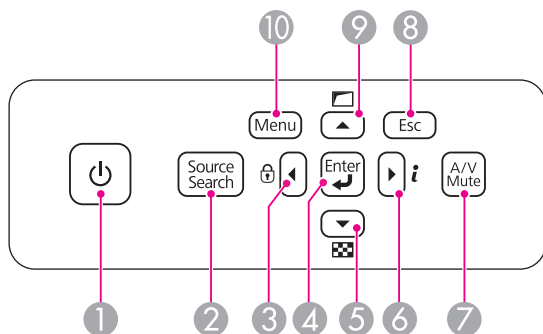 10 9 8
Menu Esc
Source
Search
Enter
i
A/V
Mute
1 2 3 4 5 6 7